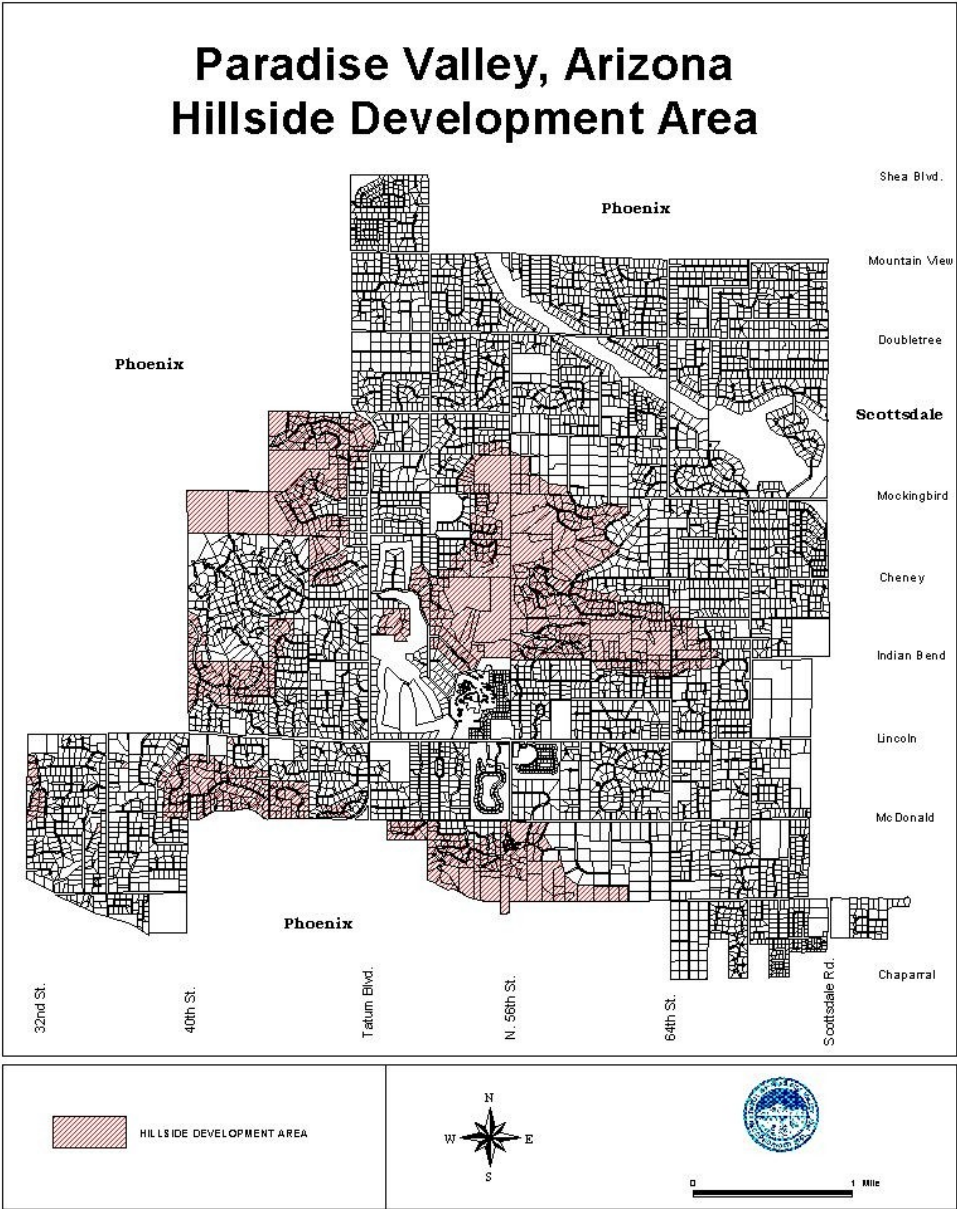 Paradise Valley, Arizona
Hillside Development Area
Shea Blvd.
Phoenix
Mountain View
Doubletree
Phoenix
Scottsdale
Mockingbird
Cheney
Indian Bend
Lincoln
McDonald
Phoenix
Chaparral
32nd St.
40th St.
Tatum Blvd.
N. 56th St.
64th St.
Scottsdale Rd.
HILLSIDE DEVELOPMENT AREA
N
W E
S
0 1 Mile